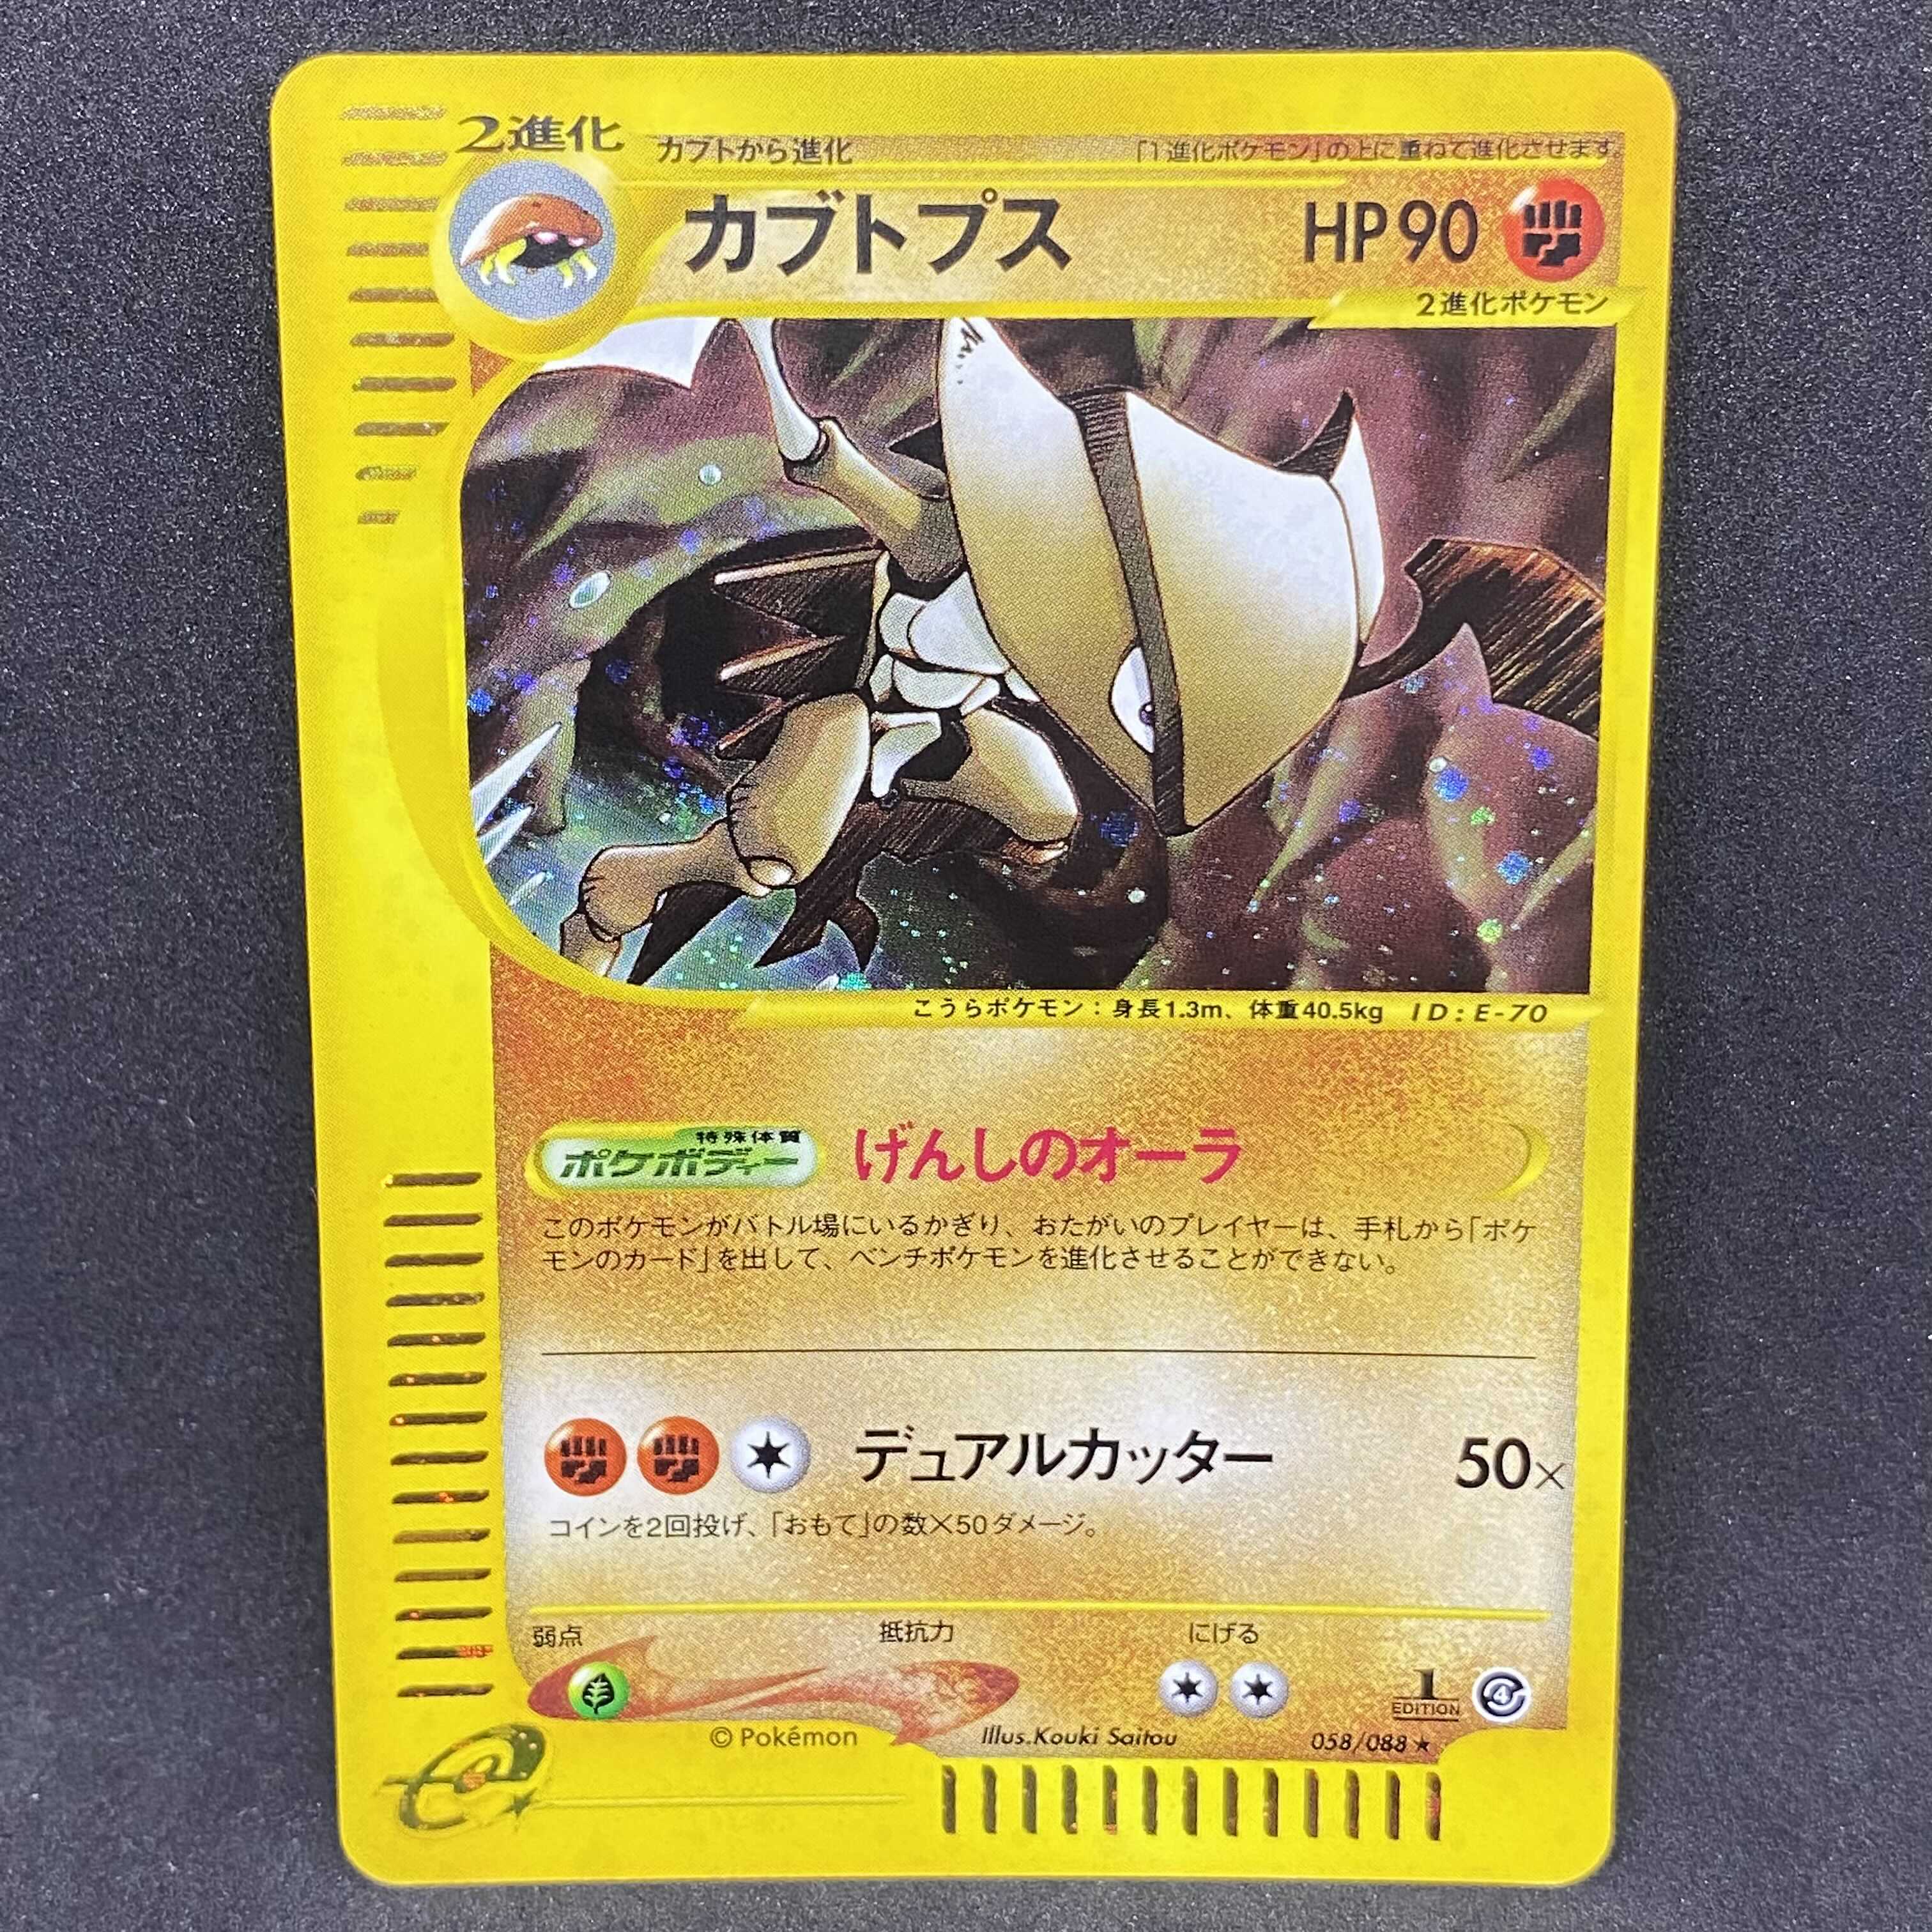 2進化
カブトから進化
「1進化ポケモン」の上に重ねて進化させます。
カブトプス HP90
2進化ポケモン
こうらポケモン：身長1.3m、体重40.5kg ID:E-70
特殊体質
ポケボディー げんしのオーラ
このポケモンがバトル場にいるかぎり、おたがいのプレイヤーは、手札から「ポケ
モンのカード」を出して、ベンチポケモンを進化させることができない。
デュアルカッター 50×
コインを2回投げ、「おもて」の数×50ダメージ。
弱点 抵抗力 にげる
1 EDITION 4
© Pokémon Illus.Kouki Saitou 058/088★
e